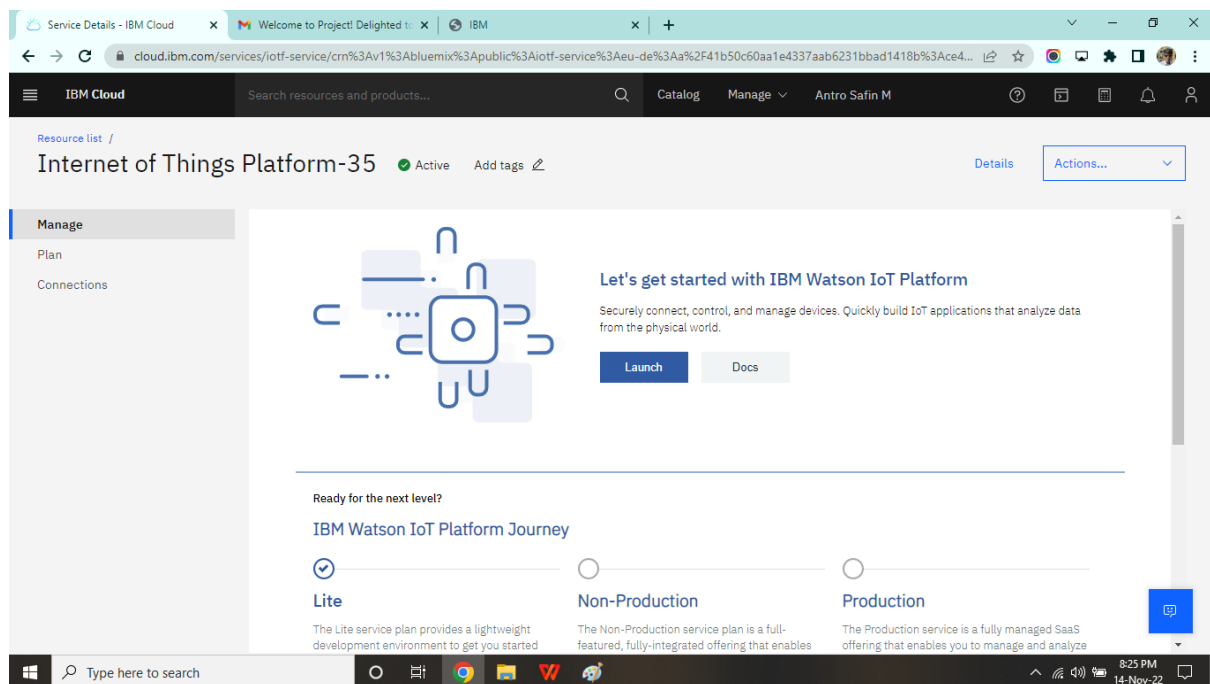 Service Details - IBM Cloud
Welcome to Project! Delighted to
IBM
cloud.ibm.com/services/iotf-service/crn%3Av1%3Abluemix%3Apublic%3Aiotf-service%3Aeu-de%3Aa%2F41b50c60aa1e4337aab6231bbad1418b%3Ace4...
IBM Cloud
Search resources and products...
Catalog
Manage
Antro Safin M
Resource list /
Internet of Things Platform-35
Active
Add tags
Details
Actions...
Manage
Plan
Connections
Let's get started with IBM Watson IoT Platform
Securely connect, control, and manage devices. Quickly build IoT applications that analyze data
from the physical world.
Launch
Docs
Ready for the next level?
IBM Watson IoT Platform Journey
Lite
Non-Production
Production
The Lite service plan provides a lightweight
development environment to get you started
The Non-Production service plan is a full-
featured, fully-integrated offering that enables
The Production service is a fully managed SaaS
offering that enables you to manage and analyze
Type here to search
8:25 PM
14-Nov-22